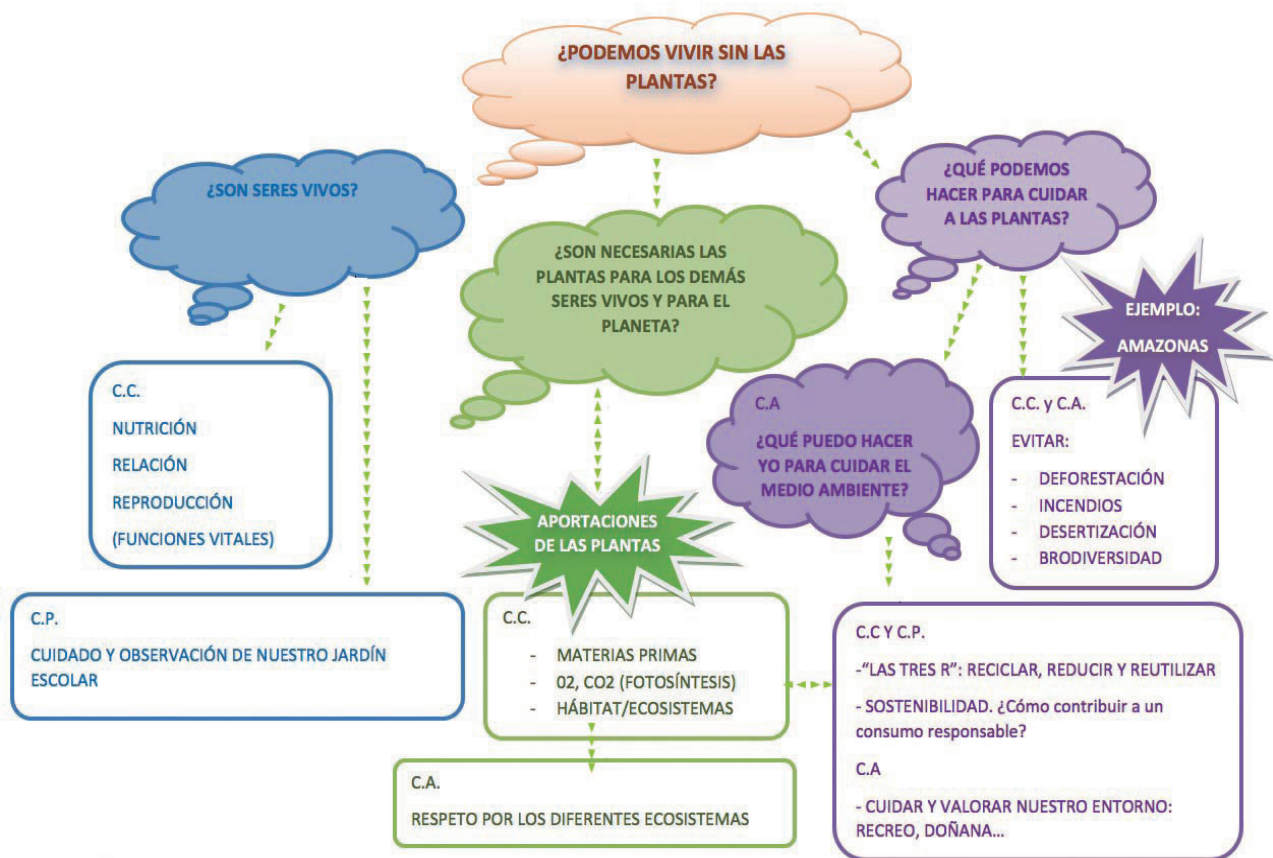 ¿PODEMOS VIVIR SIN LAS
PLANTAS?
¿SON SERES VIVOS?
¿QUÉ PODEMOS
HACER PARA CUIDAR
A LAS PLANTAS?
¿SON NECESARIAS LAS
PLANTAS PARA LOS DEMÁS
SERES VIVOS Y PARA EL
PLANETA?
EJEMPLO:
AMAZONAS
C.C.
NUTRICIÓN
RELACIÓN
REPRODUCCIÓN
(FUNCIONES VITALES)
C.A
¿QUÉ PUEDO HACER
YO PARA CUIDAR EL
MEDIO AMBIENTE?
C.C. y C.A.
EVITAR:
- DEFORESTACIÓN
- INCENDIOS
- DESERTIZACIÓN
- BRODIVERSIDAD
APORTACIONES
DE LAS PLANTAS
C.P.
CUIDADO Y OBSERVACIÓN DE NUESTRO JARDÍN
ESCOLAR
C.C.
- MATERIAS PRIMAS
- 02, CO2 (FOTOSÍNTESIS)
- HÁBITAT/ECOSISTEMAS
C.C Y C.P.
-"LAS TRES R": RECICLAR, REDUCIR Y REUTILIZAR
- SOSTENIBILIDAD. ¿Cómo contribuir a un
consumo responsable?
C.A
- CUIDAR Y VALORAR NUESTRO ENTORNO:
RECREO, DOÑANA...
C.A.
RESPETO POR LOS DIFERENTES ECOSISTEMAS